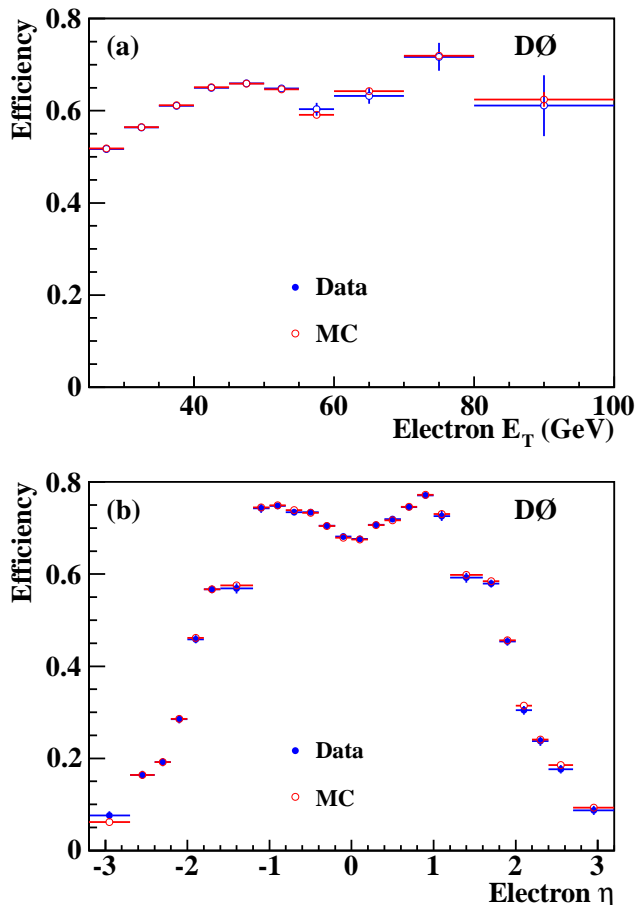 (a)
DØ
Efficiency
0.8
0.6
0.4
0.2
0
Data
MC
40
60
80
100
Electron E_T (GeV)
(b)
DØ
Efficiency
0.8
0.6
0.4
0.2
0
Data
MC
-3
-2
-1
0
1
2
3
Electron η